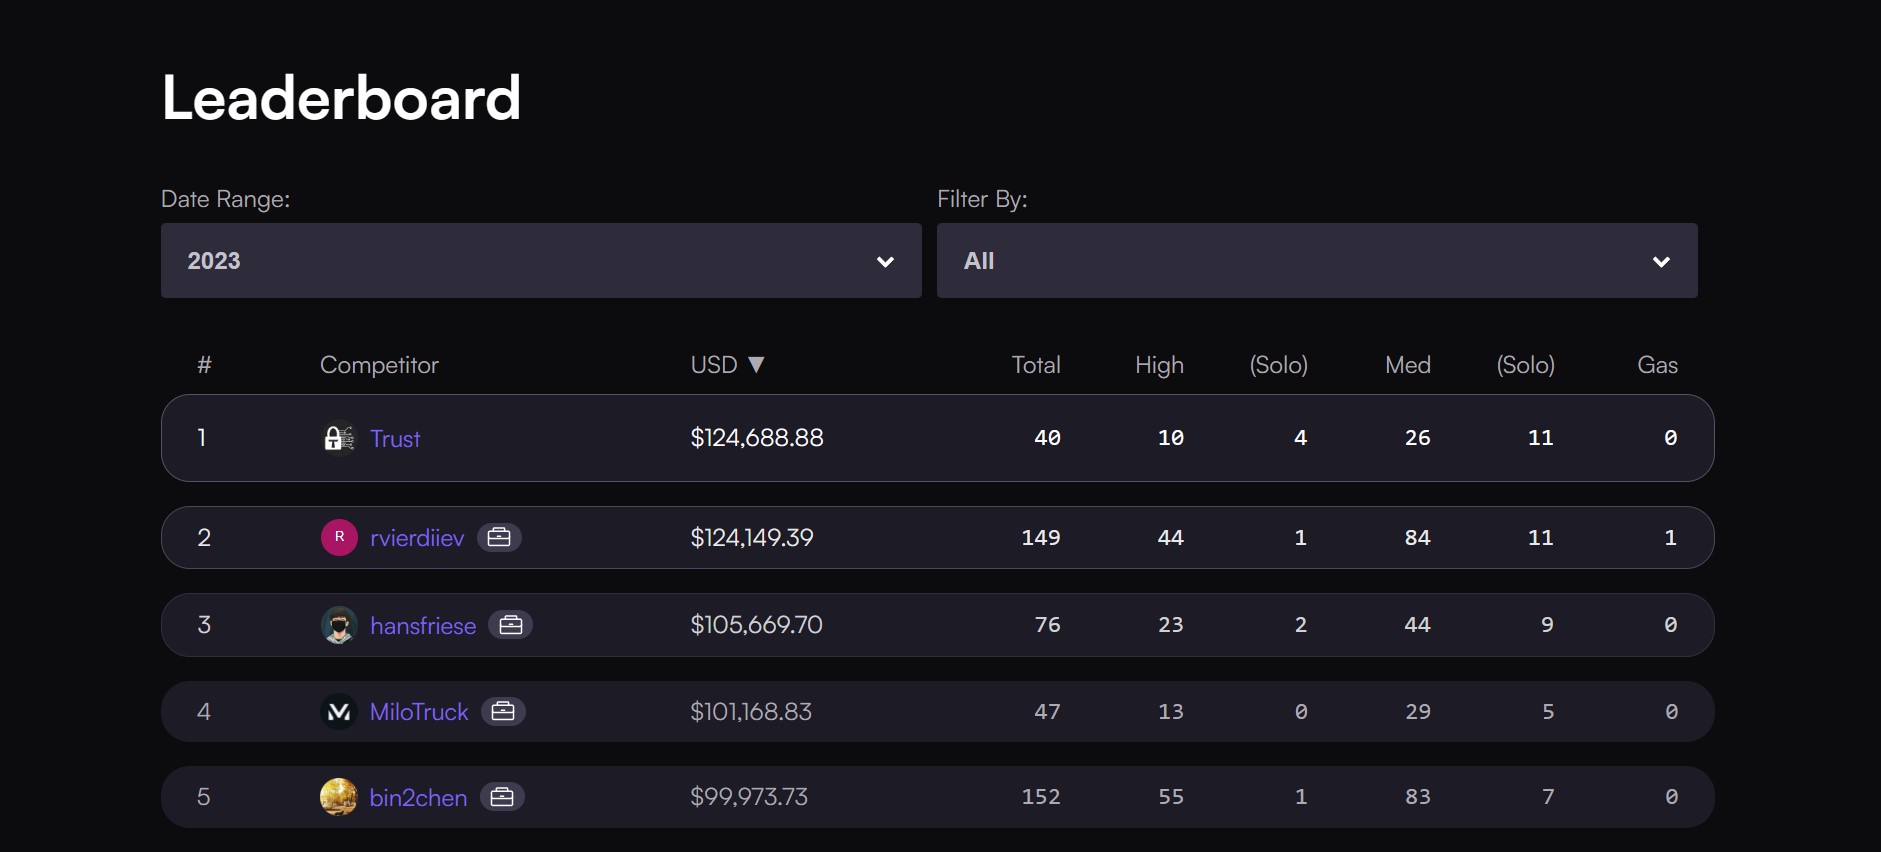 Leaderboard
Date Range: Filter By:
2023 All
# Competitor USD ▼ Total High (Solo) Med (Solo) Gas
1 T Trust $124,688.88 40 10 4 26 11 0
2 R rvierdiiev $124,149.39 149 44 1 84 11 1
3 hansfriese $105,669.70 76 23 2 44 9 0
4 M MiloTruck $101,168.83 47 13 0 29 5 0
5 bin2chen $99,973.73 152 55 1 83 7 0